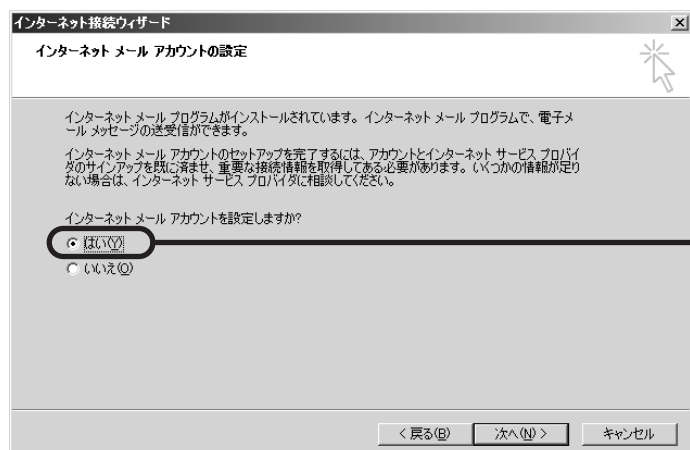 インターネット接続ウィザード
インターネット メール アカウントの設定
インターネット メール プログラムがインストールされています。インターネット メール プログラムで、電子メ
ール メッセージの送受信ができます。
インターネット メール アカウントのセットアップを完了するには、アカウントとインターネット サービス プロバイ
ダのサインアップを既に済ませ、重要な接続情報を取得してある必要があります。いくつかの情報が足り
ない場合は、インターネット サービス プロバイダに相談してください。
インターネット メール アカウントを設定しますか?
はい(Y)
いいえ(O)
< 戻る(B)
次へ(N) >
キャンセル